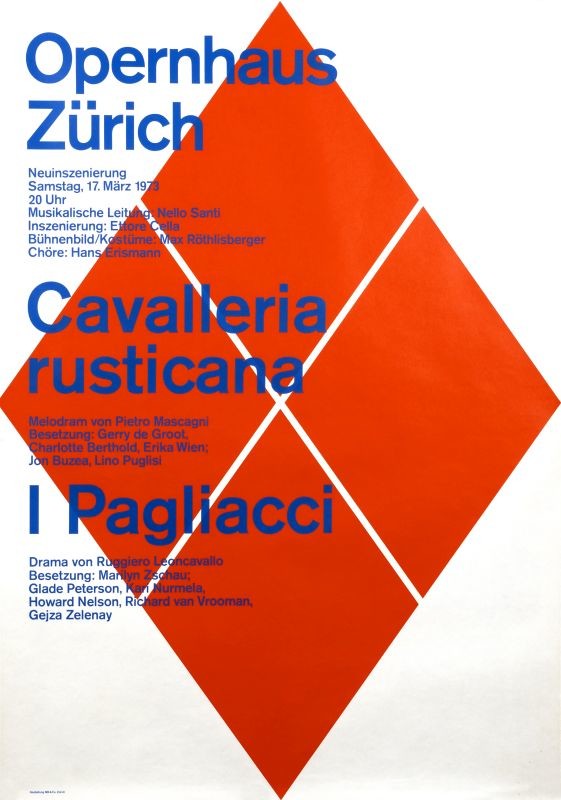 Opernhaus
Zürich
Neuinszenierung
Samstag, 17. März 1973
20 Uhr
Musikalische Leitung: Nello Santi
Inszenierung: Ettore Cella
Bühnenbild/Kostüme: Max Röthlisberger
Chöre: Hans Erismann
Cavalleria
rusticana
Melodram von Pietro Mascagni
Besetzung: Gerry de Groot,
Charlotte Berthold, Erika Wien;
Jon Buzea, Lino Puglisi
I Pagliacci
Drama von Ruggiero Leoncavallo
Besetzung: Marilyn Zschau;
Glade Peterson, Kari Nurmela,
Howard Nelson, Richard van Vrooman,
Gejza Zelenay